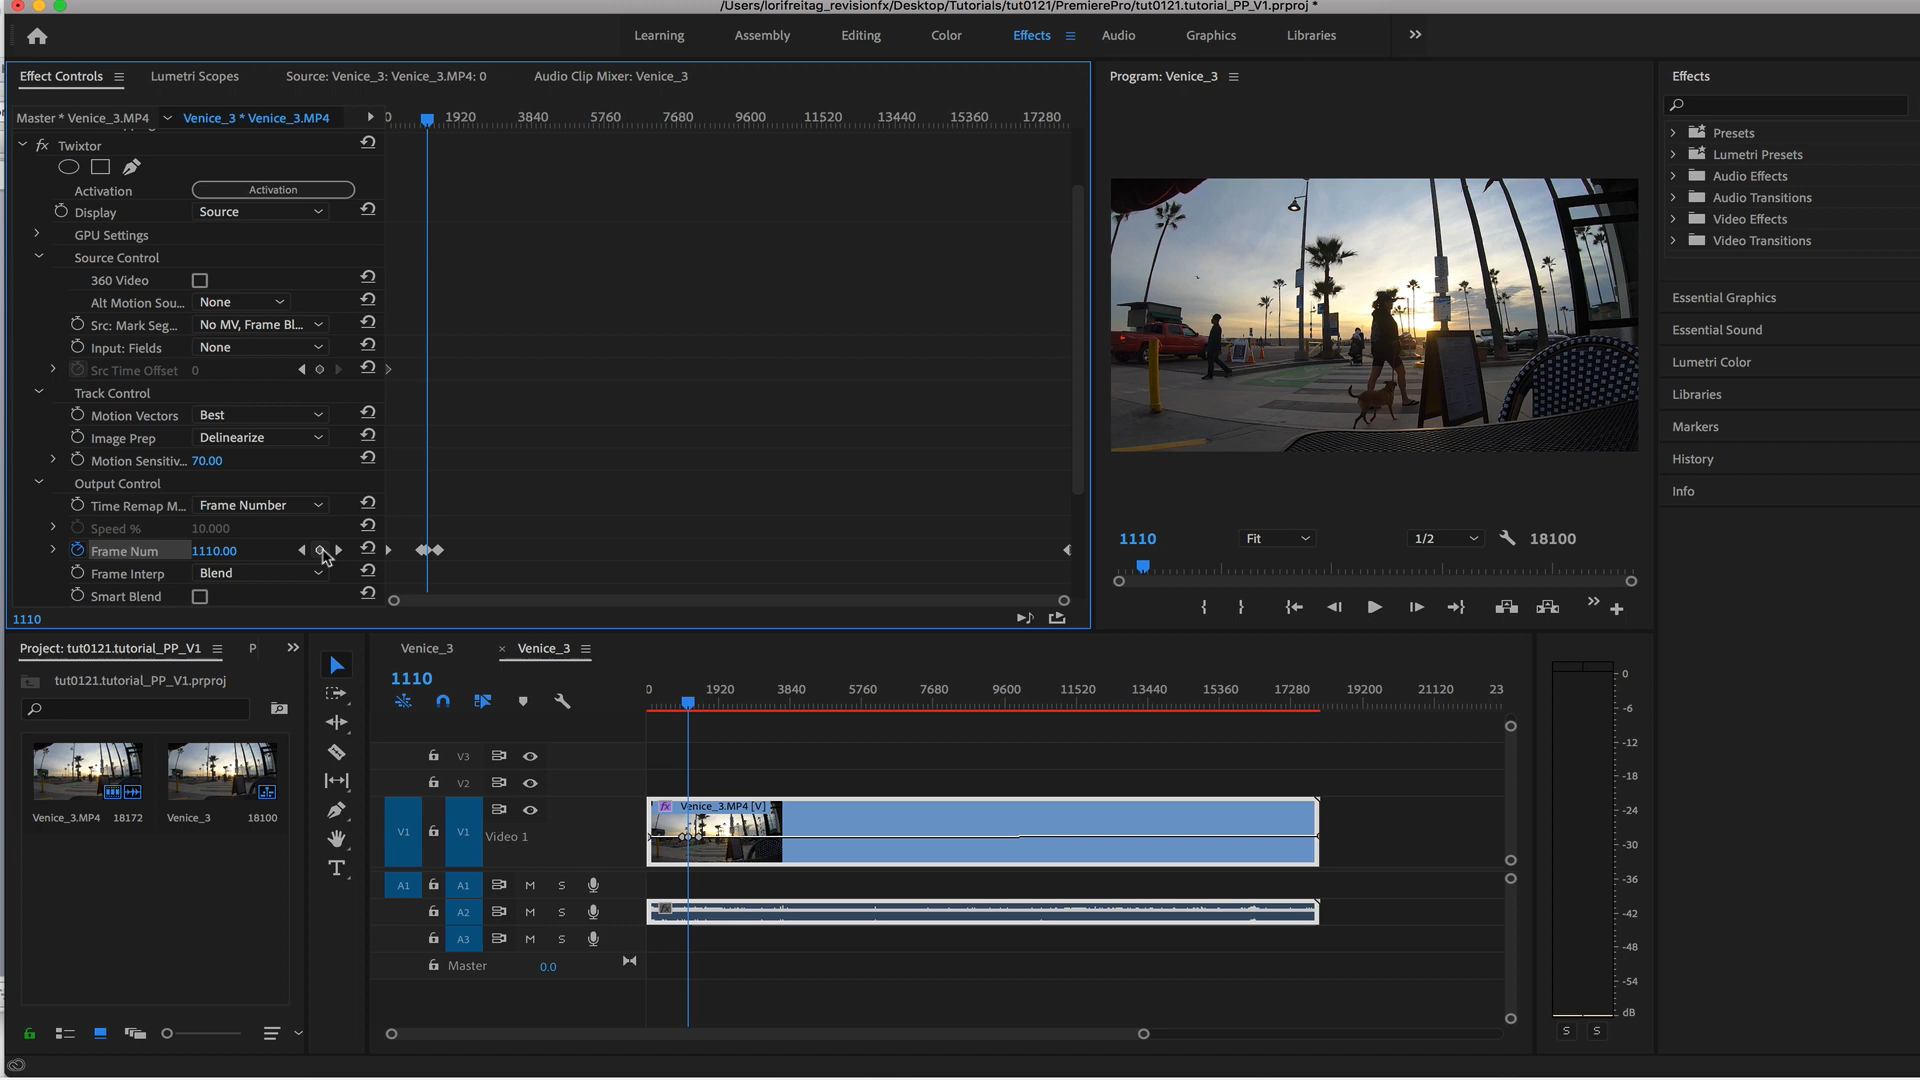 /Users/lorifreitag_revisionfx/Desktop/Tutorials/tut0121/PremierePro/tut0121.tutorial_PP_V1.prproj *
Learning Assembly Editing Color Effects Audio Graphics Libraries
Effect Controls Lumetri Scopes Source: Venice_3: Venice_3.MP4: 0 Audio Clip Mixer: Venice_3
Program: Venice_3
Effects
Master * Venice_3.MP4 Venice_3 * Venice_3.MP4
0 1920 3840 5760 7680 9600 11520 13440 15360 17280
fx Twixtor
Activation Activation
Display Source
GPU Settings
Source Control
360 Video
Alt Motion Sou... None
Src: Mark Seg... No MV, Frame Bl...
Input: Fields None
Src Time Offset 0
Track Control
Motion Vectors Best
Image Prep Delinearize
Motion Sensitiv... 70.00
Output Control
Time Remap M... Frame Number
Speed % 10.000
Frame Num 1110.00
Frame Interp Blend
Smart Blend
1110
1110 Fit 1/2 18100
Presets
Lumetri Presets
Audio Effects
Audio Transitions
Video Effects
Video Transitions
Essential Graphics
Essential Sound
Lumetri Color
Libraries
Markers
History
Info
Project: tut0121.tutorial_PP_V1 P
tut0121.tutorial_PP_V1.prproj
Venice_3.MP4 18172 Venice_3 18100
Venice_3 × Venice_3
1110
0 1920 3840 5760 7680 9600 11520 13440 15360 17280 19200 21120 23
V3
V2
V1 V1 Video 1
fx Venice_3.MP4 [V]
A1 A1 M S
A2 M S
fx
A3 M S
Master 0.0
0
-6
-12
-18
-24
-30
-36
-42
-48
-54
dB
S S